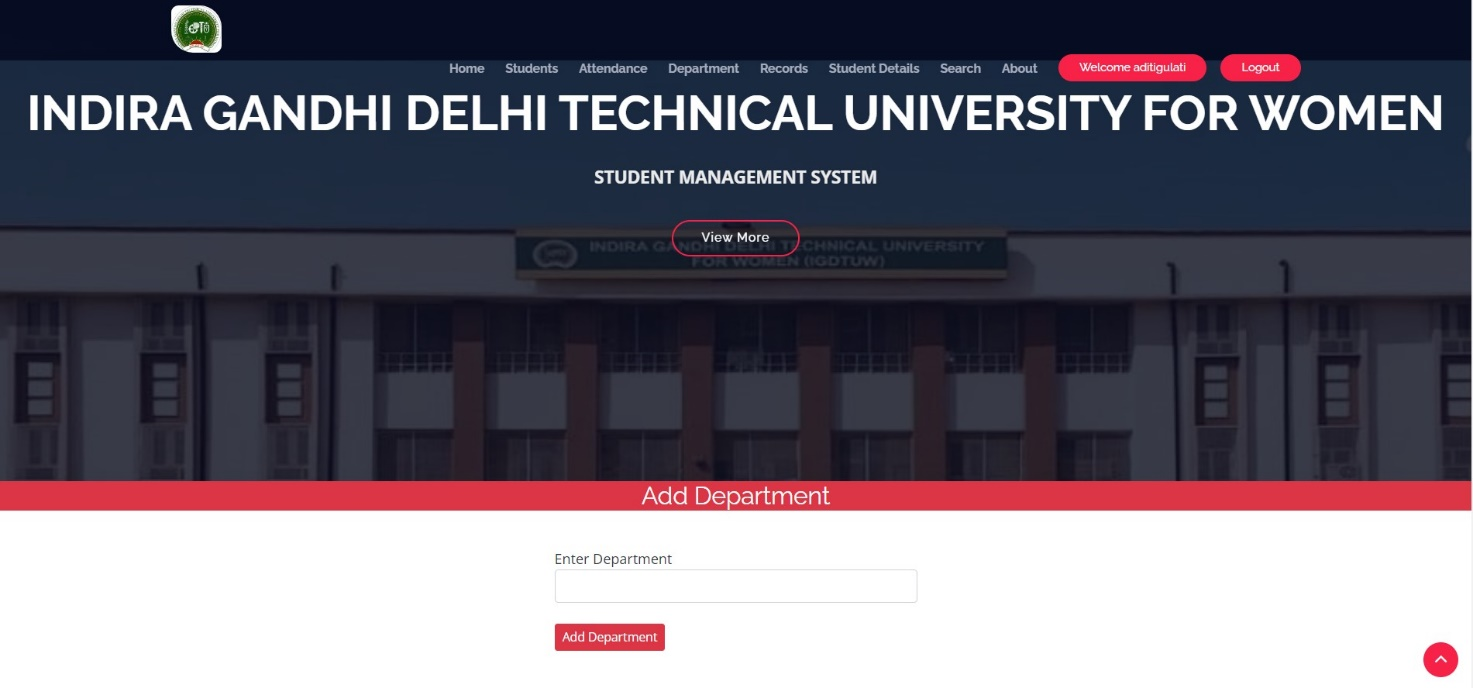 Home Students Attendance Department Records Student Details Search About Welcome aditigulati Logout
INDIRA GANDHI DELHI TECHNICAL UNIVERSITY FOR WOMEN
STUDENT MANAGEMENT SYSTEM
View More
INDIRA GANDHI DELHI TECHNICAL UNIVERSITY
FOR WOMEN (IGDTUW)
Add Department
Enter Department
Add Department